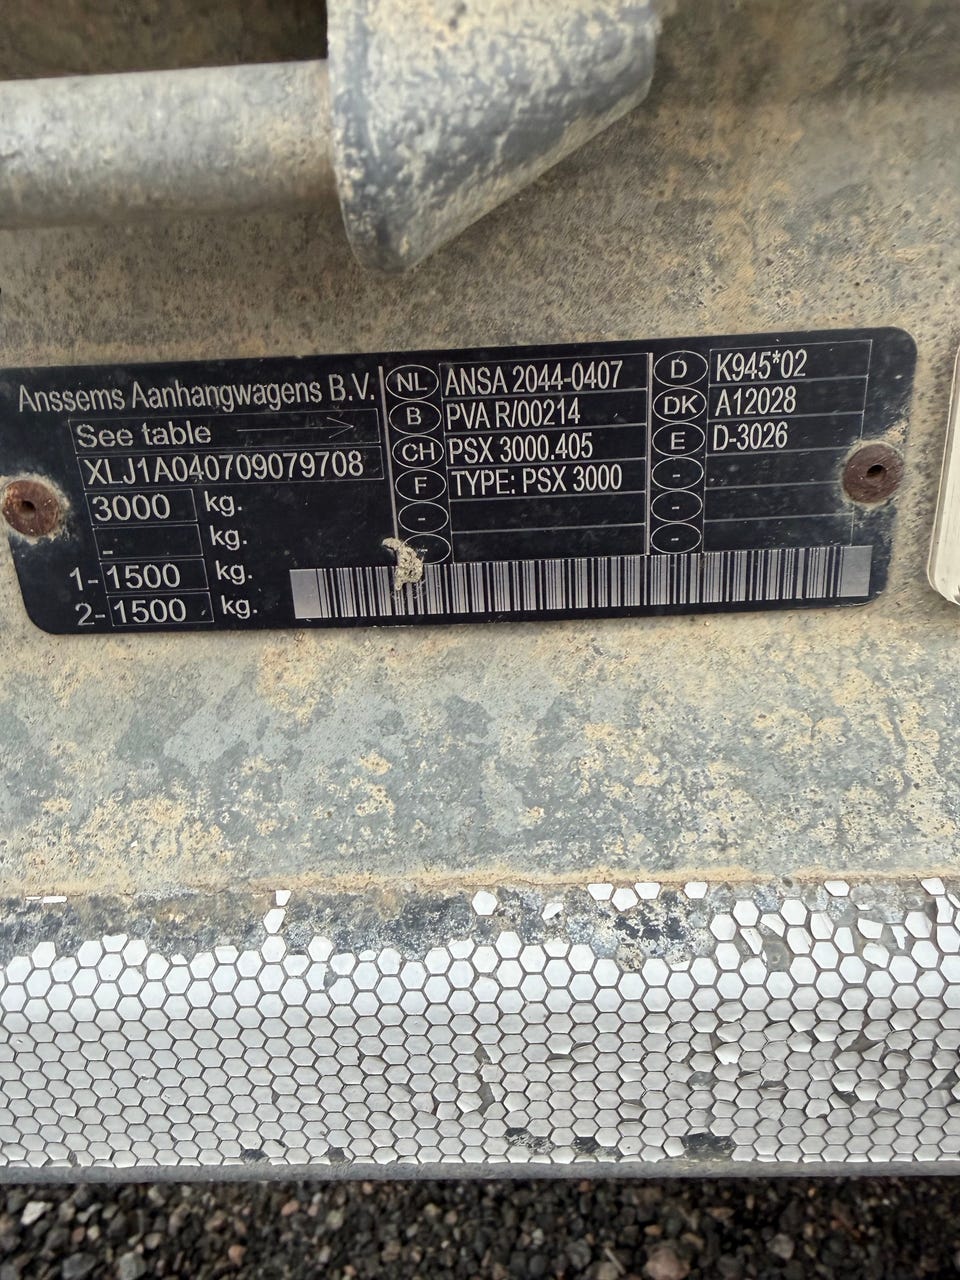 Anssems Aanhangwagens B.V.
See table
XLJ1A040709079708
3000 kg.
- kg.
1- 1500 kg.
2- 1500 kg.
NL ANSA 2044-0407
B PVA R/00214
CH PSX 3000.405
F TYPE: PSX 3000
-
-
D K945*02
DK A12028
E D-3026
-
-
-